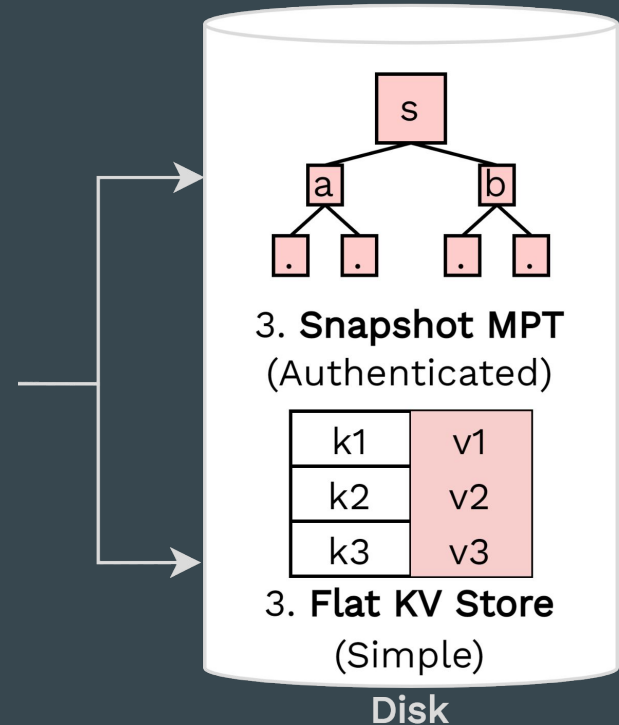 s
a b
. . . .
3. Snapshot MPT
(Authenticated)
k1 v1
k2 v2
k3 v3
3. Flat KV Store
(Simple)
Disk